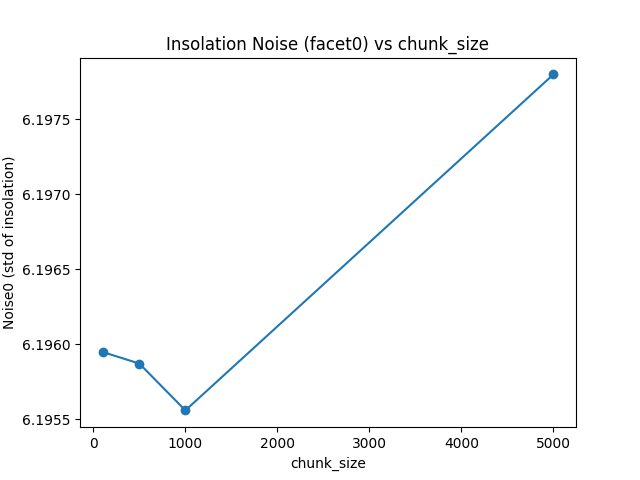 Insolation Noise (facet0) vs chunk_size
Noise0 (std of insolation)
6.1975
6.1970
6.1965
6.1960
6.1955
0 1000 2000 3000 4000 5000
chunk_size